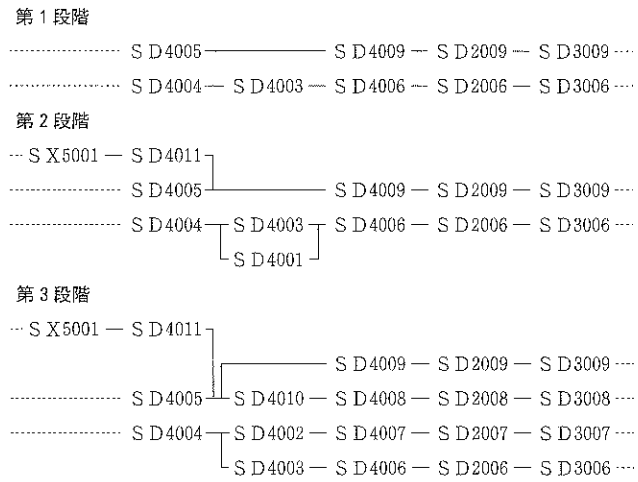 第1段階
SD4005 SD4009 SD2009 SD3009
SD4004 SD4003 SD4006 SD2006 SD3006
第2段階
SX5001 SD4011
SD4005 SD4009 SD2009 SD3009
SD4004 SD4003 SD4006 SD2006 SD3006
SD4001
第3段階
SX5001 SD4011
SD4009 SD2009 SD3009
SD4005 SD4010 SD4008 SD2008 SD3008
SD4004 SD4002 SD4007 SD2007 SD3007
SD4003 SD4006 SD2006 SD3006